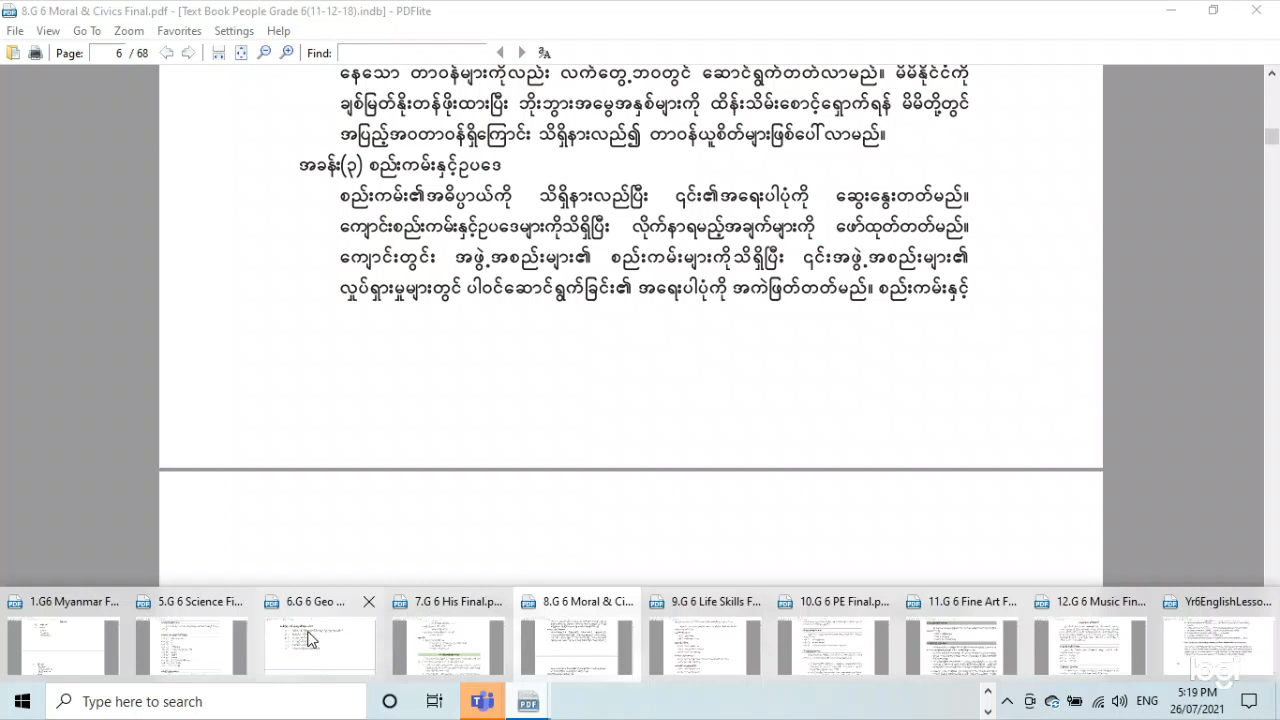 8.G 6 Moral & Civics Final.pdf - [Text Book People Grade 6(11-12-18).indb] - PDFlite
File View Go To Zoom Favorites Settings Help
Page: 6 / 68 Find:
နေသော တာဝန်များကိုလည်း လက်တွေ့ဘဝတွင် ဆောင်ရွက်တတ်လာမည်။ မိမိနိုင်ငံကို
ချစ်မြတ်နိုးတန်ဖိုးထားပြီး ဘိုးဘွားအမွေအနှစ်များကို ထိန်းသိမ်းစောင့်ရှောက်ရန် မိမိတို့တွင်
အပြည့်အဝတာဝန်ရှိကြောင်း သိရှိနားလည်၍ တာဝန်ယူစိတ်များဖြစ်ပေါ်လာမည်။
အခန်း(၃) စည်းကမ်းနှင့်ဥပဒေ
စည်းကမ်း၏အဓိပ္ပာယ်ကို သိရှိနားလည်ပြီး ၎င်း၏အရေးပါပုံကို ဆွေးနွေးတတ်မည်။
ကျောင်းစည်းကမ်းနှင့်ဥပဒေများကိုသိရှိပြီး လိုက်နာရမည့်အချက်များကို ဖော်ထုတ်တတ်မည်။
ကျောင်းတွင်း အဖွဲ့အစည်းများ၏ စည်းကမ်းများကိုသိရှိပြီး ၎င်းအဖွဲ့အစည်းများ၏
လှုပ်ရှားမှုများတွင် ပါဝင်ဆောင်ရွက်ခြင်း၏ အရေးပါပုံကို အကဲဖြတ်တတ်မည်။ စည်းကမ်းနှင့်
1.G6 Myanmar F... 5.G 6 Science Fi... 6.G 6 Geo ... 7.G 6 His Final.p... 8.G 6 Moral & Ci... 9.G 6 Life Skills F... 10.G 6 PE Final.p... 11.G 6 Fine Art F... 12.G 6 Music Fin... Yr6EnglishLesso...
logi
Type here to search
ENG
5:19 PM
26/07/2021